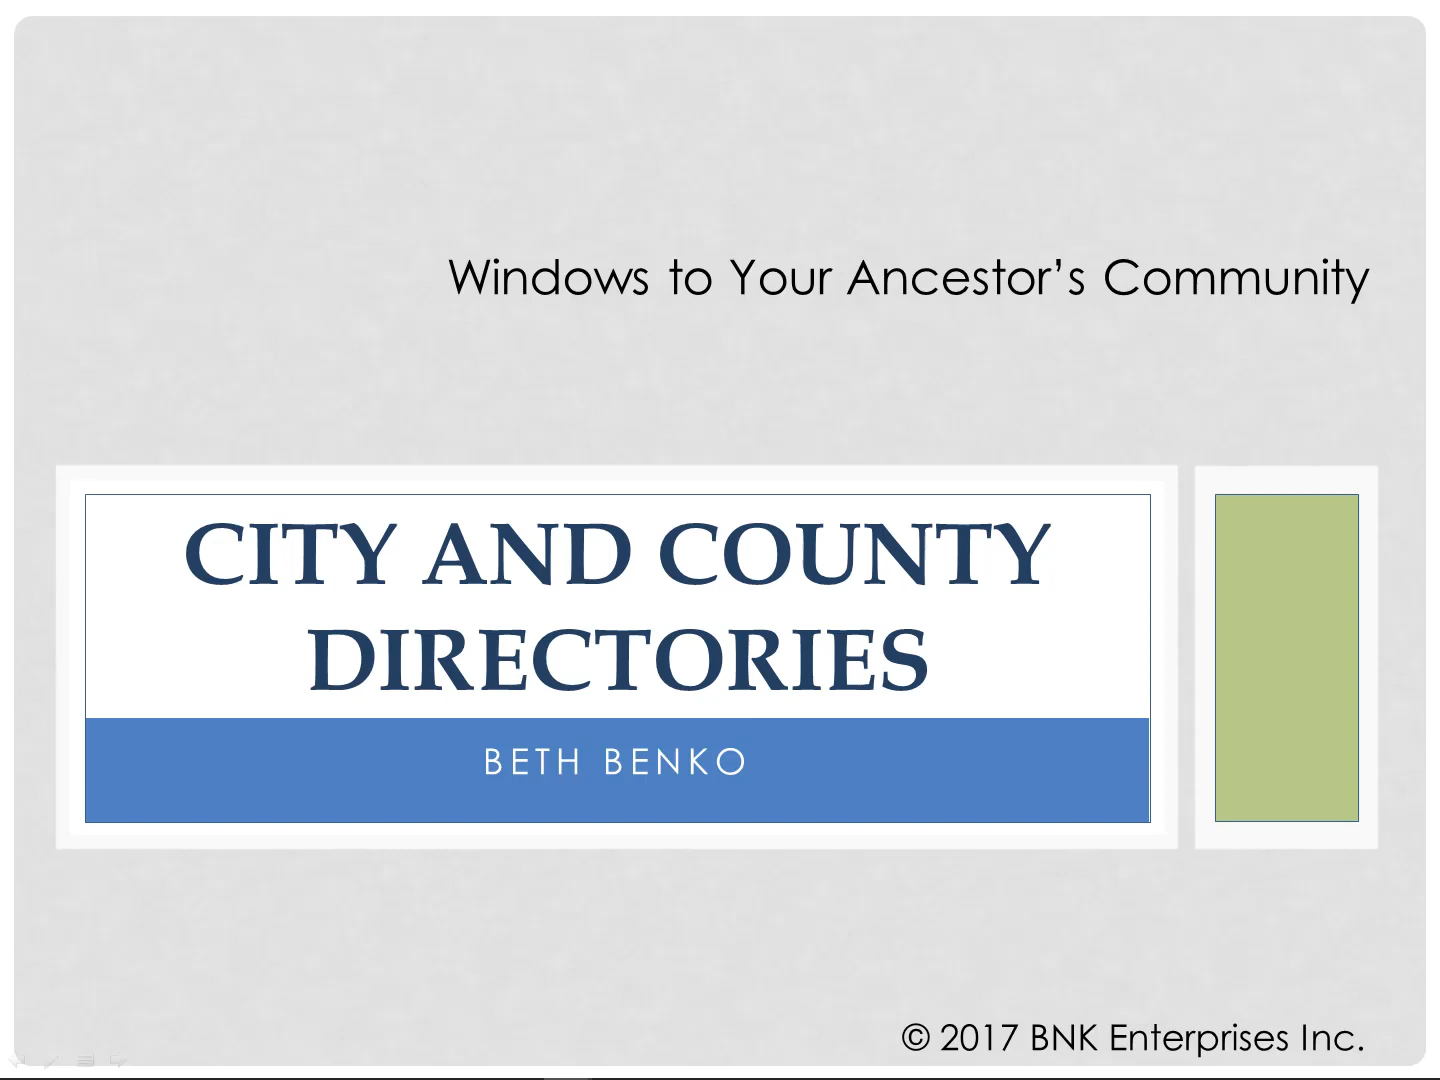 Windows to Your Ancestor’s Community
CITY AND COUNTY
DIRECTORIES
BETH BENKO
© 2017 BNK Enterprises Inc.